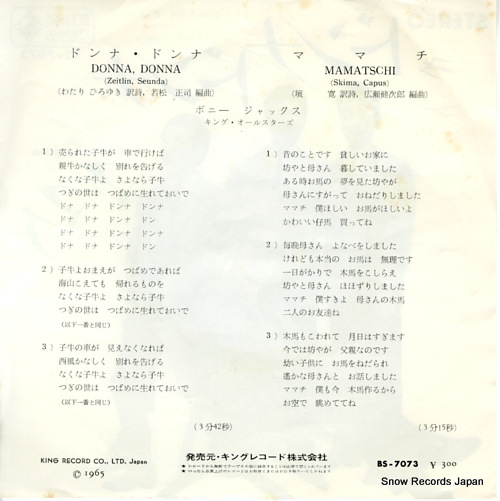 ドンナ・ドンナ
DONNA, DONNA
(Zeitlin, Seunda)
(わたり ひろゆき 訳詩、若松 正司 編曲)
ママチ
MAMATSCHI
(Skima, Capus)
寛 訳詩、広瀬健次郎 編曲)
ボニー ジャックス
キング・オールスターズ
1) 売られた子牛が 車で行けば
親牛かなしく 別れを告げる
なくな子牛よ さよなら子牛
つぎの世は つばめに生れておいで
ドナ ドナ ドンナ ドンナ
ドナ ドナ ドンナ ドン
ドナ ドナ ドンナ ドンナ
ドナ ドナ ドンナ ドン
2) 子牛よおまえが つばめであれば
海山こえても 帰れるものを
なくな子牛よ さよなら子牛
つぎの世は つばめに生れておいで
(以下一番と同じ)
3) 子牛の車が 見えなくなれば
西風かなしく 別れを告げる
なくな子牛よ さよなら子牛
つぎの世は つばめに生れておいで
(以下一番と同じ)
(3分42秒)
1) 昔のことです 貧しいお家に
坊やと母さん 暮していました
ある時お馬の 夢を見た坊やが
母さんにすがって おねだりしました
ママチ 僕ほしい お馬がほしいよ
かわいい仔馬 買ってね
2) 毎晩母さん よなべをしました
けれども本当の お馬は 無理です
一日がかりで 木馬をこしらえ
坊やと母さん ほほずりしました
ママチ 僕すきよ 母さんの木馬
二人のお友達ね
3) 木馬もこわれて 月日はすぎます
今では坊やが 父親なのです
幼い子供に お馬をねだられ
遥かな母さんと お話しました
ママチ 僕も今 木馬作るから
お空で 眺めててね
(3分15秒)
KING RECORD CO., LTD. Japan
© 1965
発売元・キングレコード株式会社
BS-7073 ¥300
Snow Records Japan